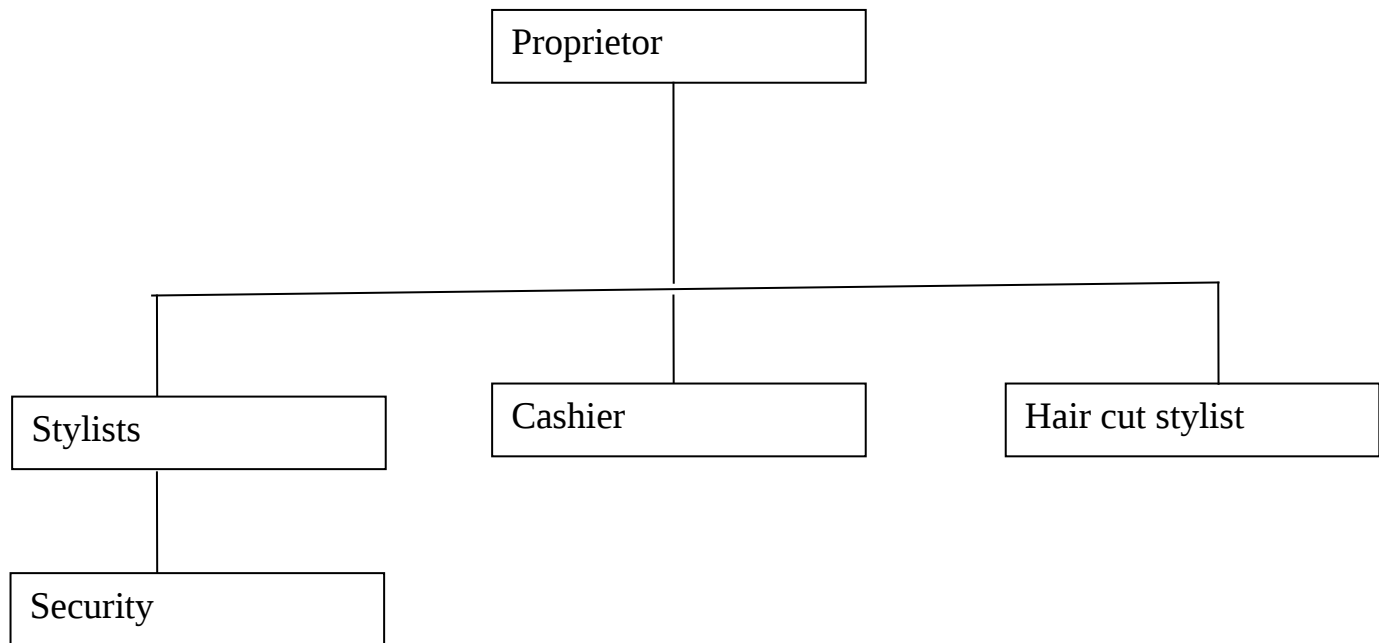 Proprietor
Stylists
Cashier
Hair cut stylist
Security